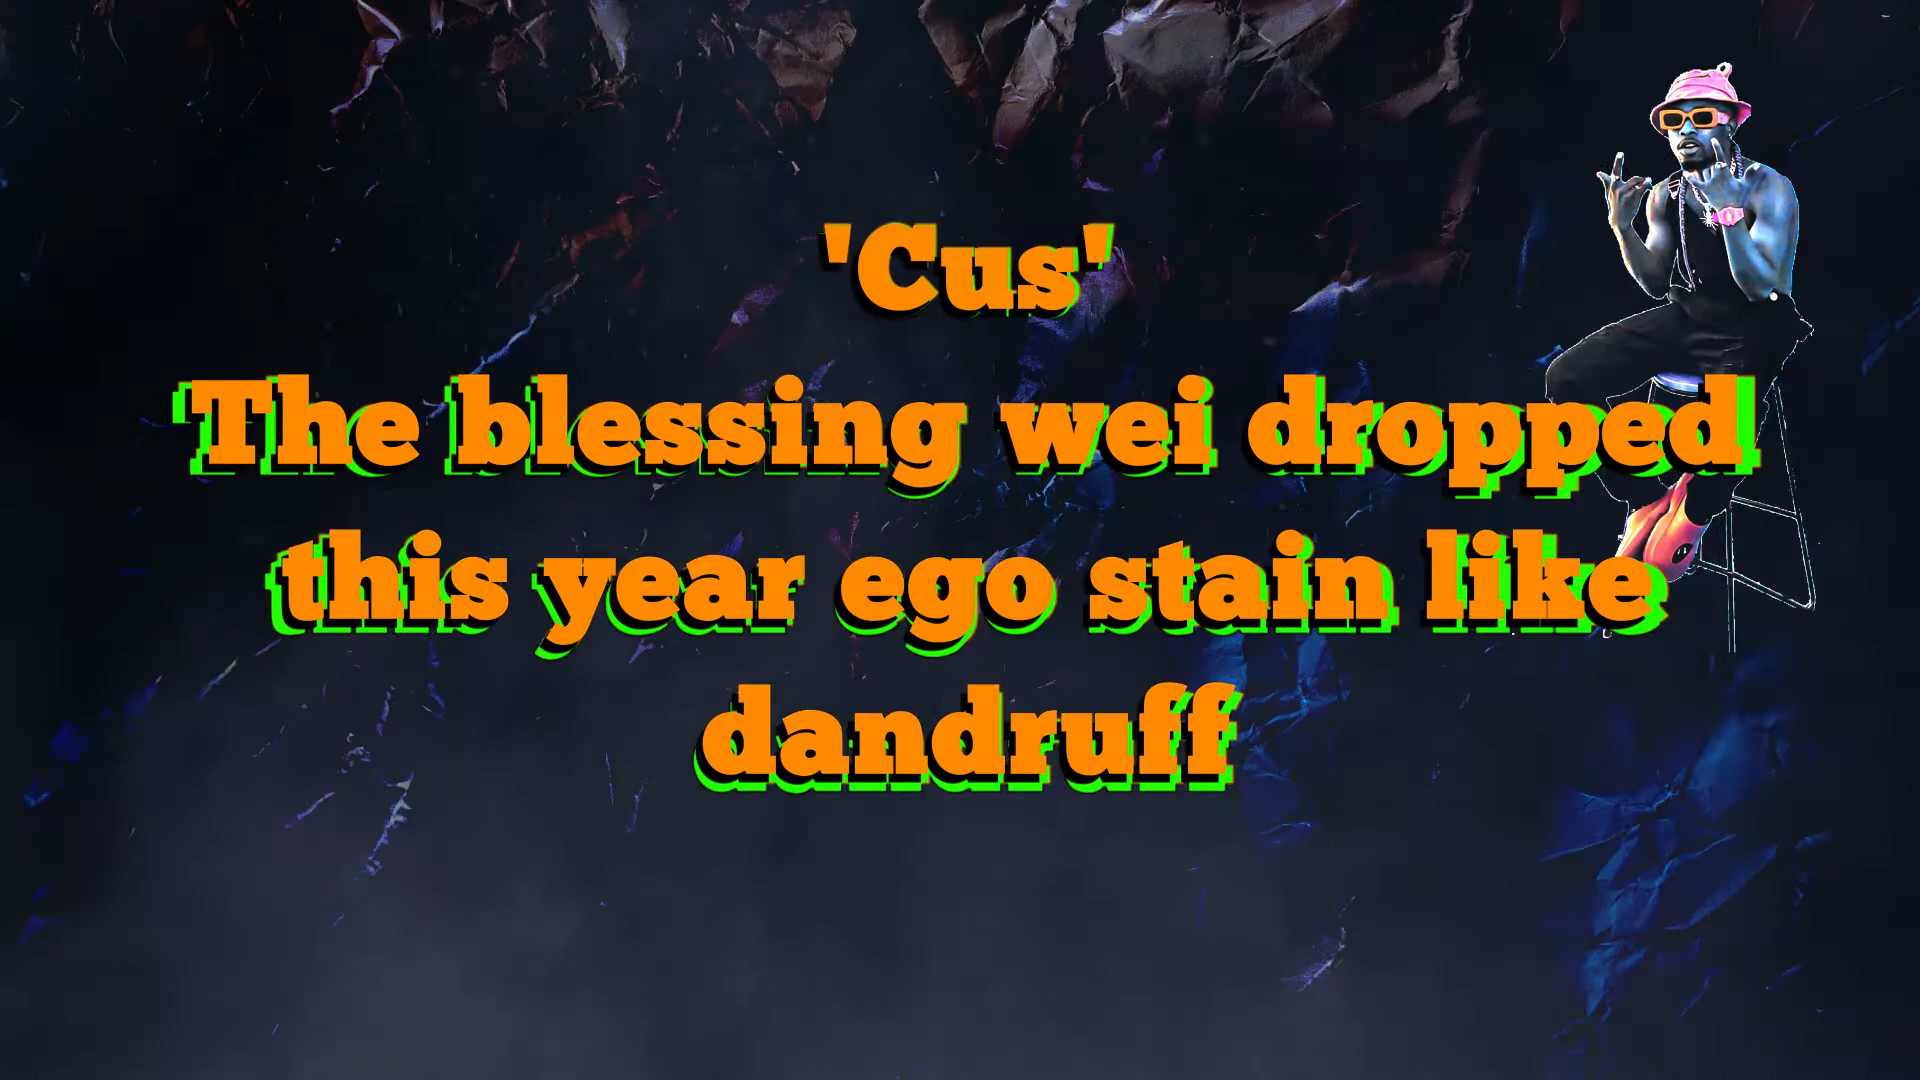 'Cus'
The blessing wei dropped
this year ego stain like
dandruff